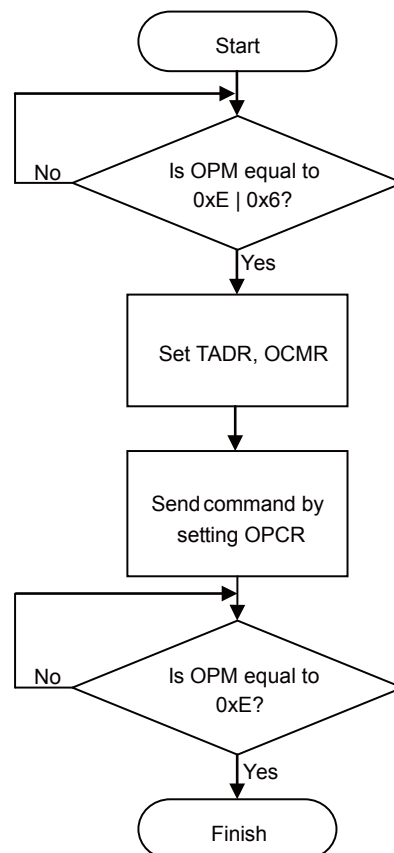 Start
No
Is OPM equal to
0xE | 0x6?
Yes
Set TADR, OCMR
Send command by
setting OPCR
No
Is OPM equal to
0xE?
Yes
Finish